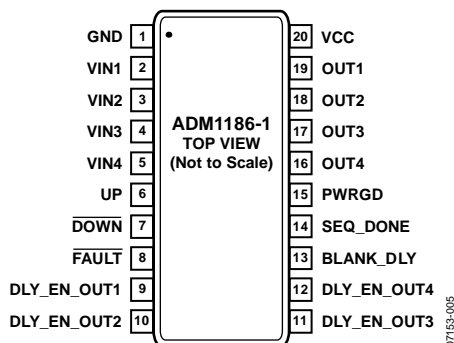 GND 1
VIN1 2
VIN2 3
VIN3 4
VIN4 5
UP 6
DOWN 7
FAULT 8
DLY_EN_OUT1 9
DLY_EN_OUT2 10
ADM1186-1
TOP VIEW
(Not to Scale)
20 VCC
19 OUT1
18 OUT2
17 OUT3
16 OUT4
15 PWRGD
14 SEQ_DONE
13 BLANK_DLY
12 DLY_EN_OUT4
11 DLY_EN_OUT3
07153-005